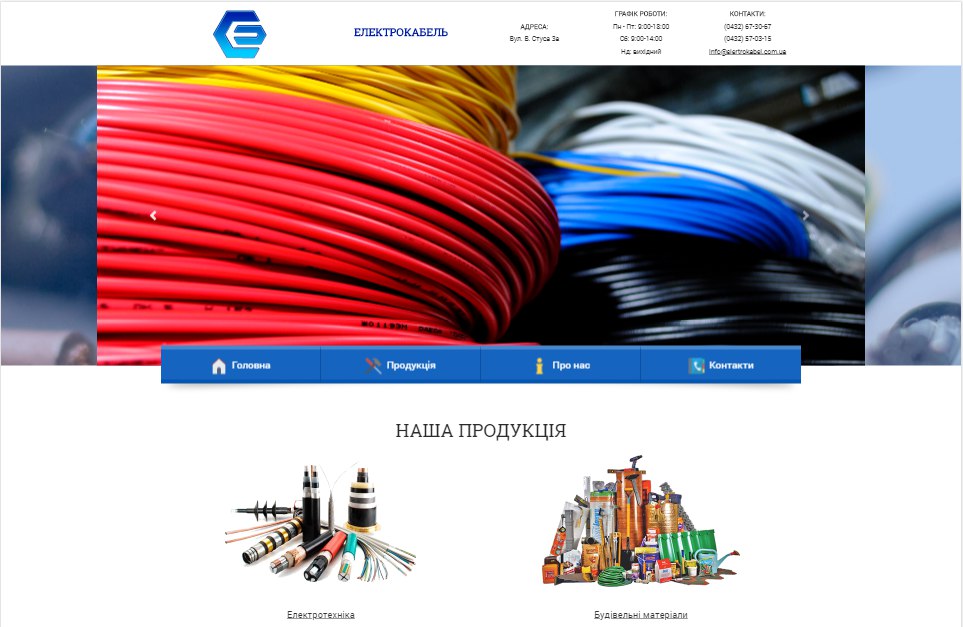 ЕЛЕКТРОКАБЕЛЬ
АДРЕСА:
Вул. В. Стуса 3а
ГРАФІК РОБОТИ:
Пн - Пт: 9:00-18:00
Сб: 9:00-14:00
Нд: вихідний
КОНТАКТИ:
(0432) 67-30-67
(0432) 57-03-15
info@elertrokabel.com.ua
Головна
Продукція
Про нас
Контакти
НАША ПРОДУКЦІЯ
Електротехніка
Будівельні матеріали